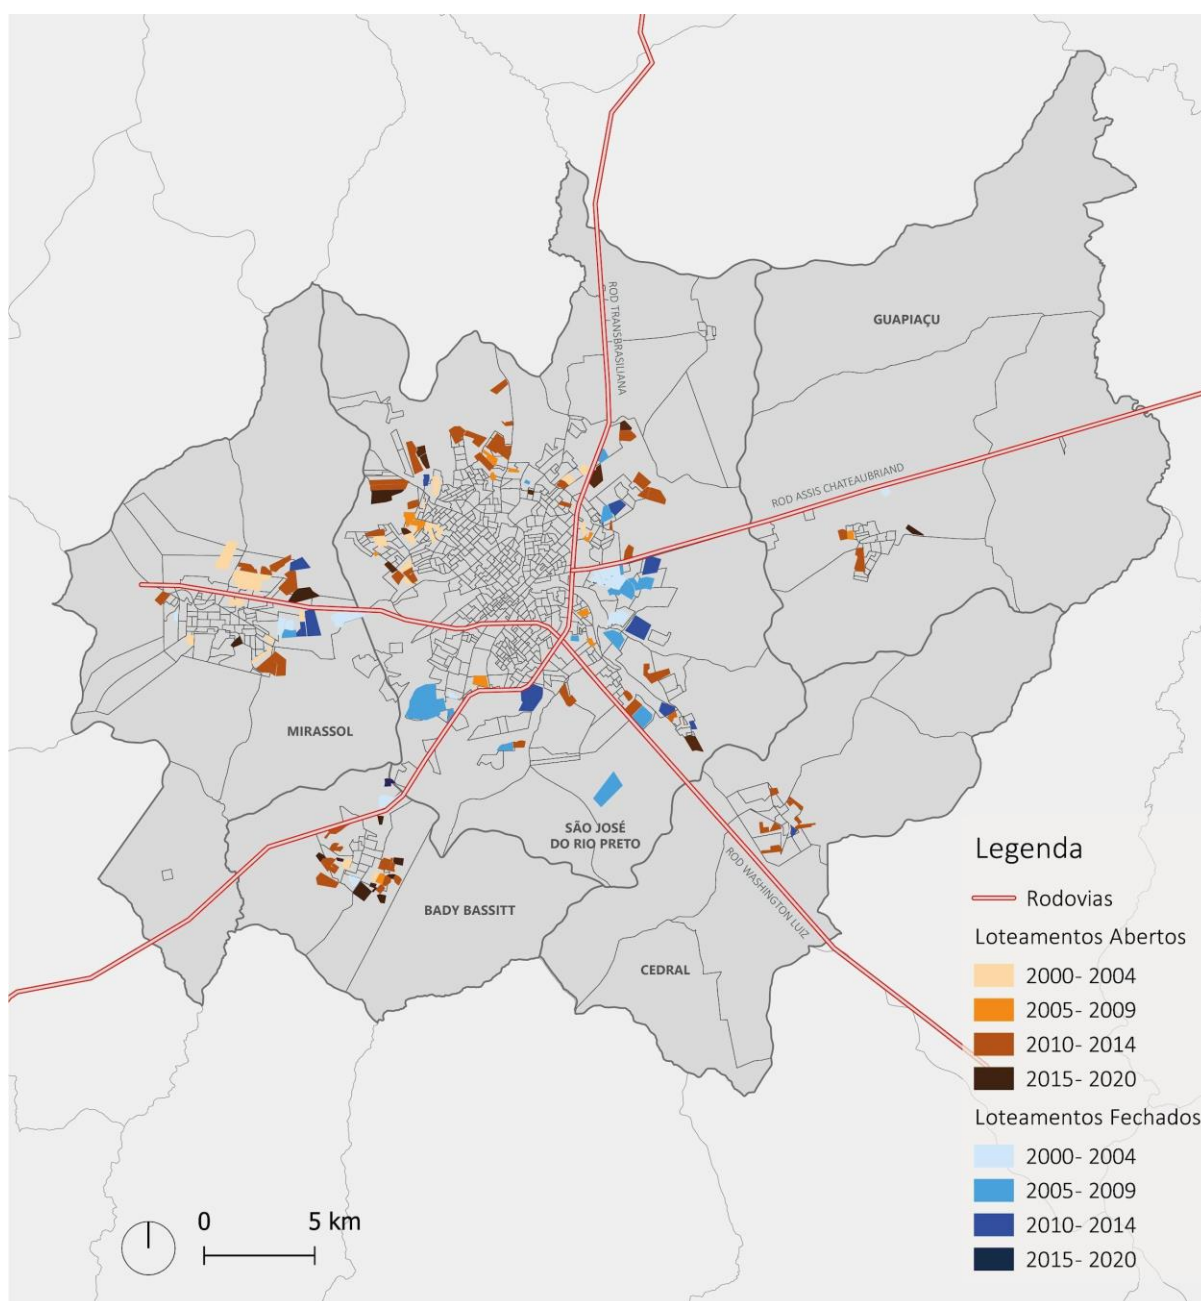 ROD TRANSBRASILIANA
GUAPIAÇU
ROD ASSIS CHATEAUBRIAND
MIRASSOL
SÃO JOSÉ
DO RIO PRETO
ROD WASHINGTON LUIZ
BADY BASSITT
CEDRAL
Legenda
Rodovias
Loteamentos Abertos
2000- 2004
2005- 2009
2010- 2014
2015- 2020
Loteamentos Fechados
2000- 2004
2005- 2009
2010- 2014
2015- 2020
0 5 km